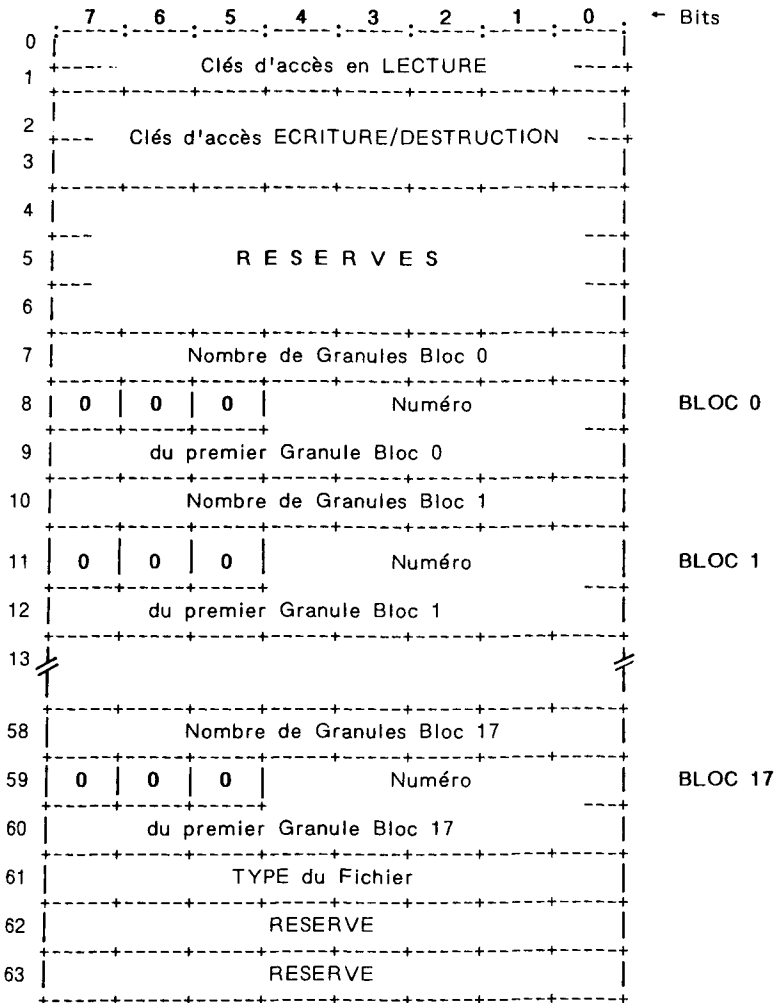 7 6 5 4 3 2 1 0 ← Bits
0
Clés d'accès en LECTURE
1
2
Clés d'accès ECRITURE/DESTRUCTION
3
4
5 R E S E R V E S
6
7 Nombre de Granules Bloc 0
8 0 0 0 Numéro BLOC 0
9 du premier Granule Bloc 0
10 Nombre de Granules Bloc 1
11 0 0 0 Numéro BLOC 1
12 du premier Granule Bloc 1
13
58 Nombre de Granules Bloc 17
59 0 0 0 Numéro BLOC 17
60 du premier Granule Bloc 17
61 TYPE du Fichier
62 RESERVE
63 RESERVE